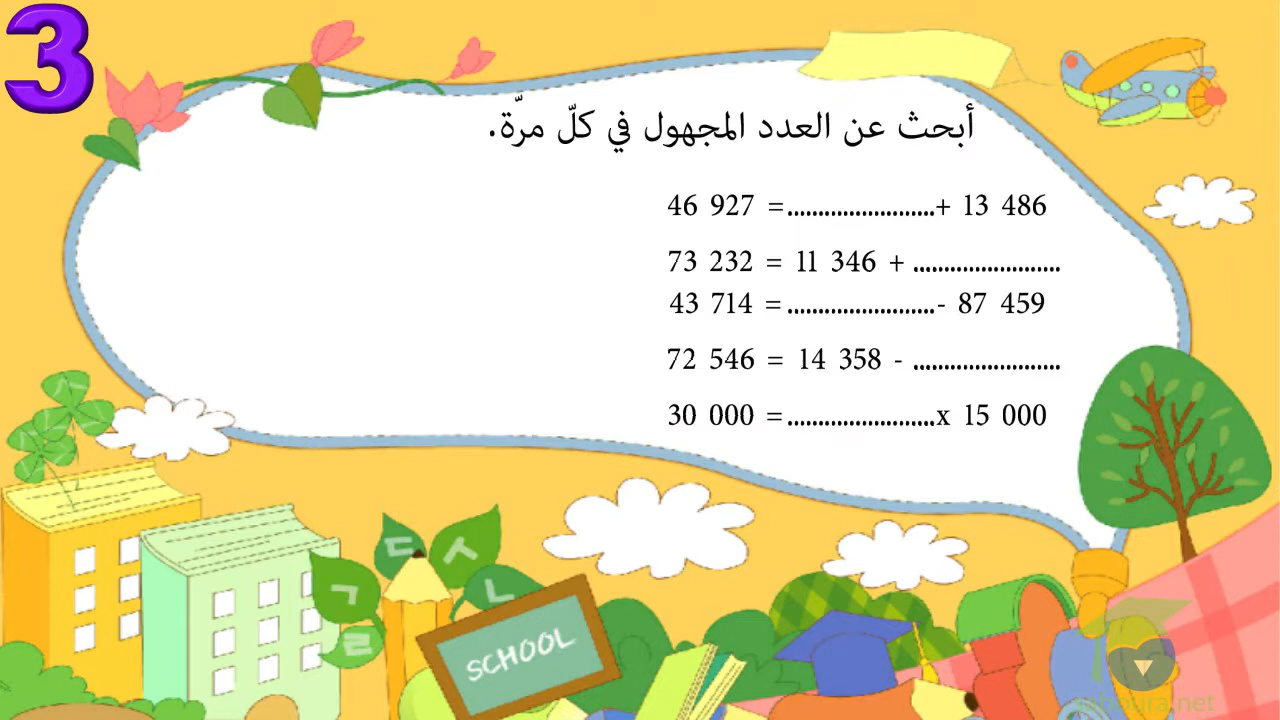 3
أبحث عن العدد المجهول في كلّ مرّة.
46 927 =........................+ 13 486
73 232 = 11 346 + ........................
43 714 =........................- 87 459
72 546 = 14 358 - ........................
30 000 =........................x 15 000
SCHOOL